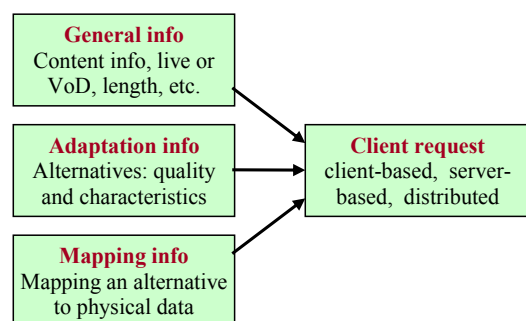 General info
Content info, live or
VoD, length, etc.
Adaptation info
Alternatives: quality
and characteristics
Client request
client-based, server-
based, distributed
Mapping info
Mapping an alternative
to physical data